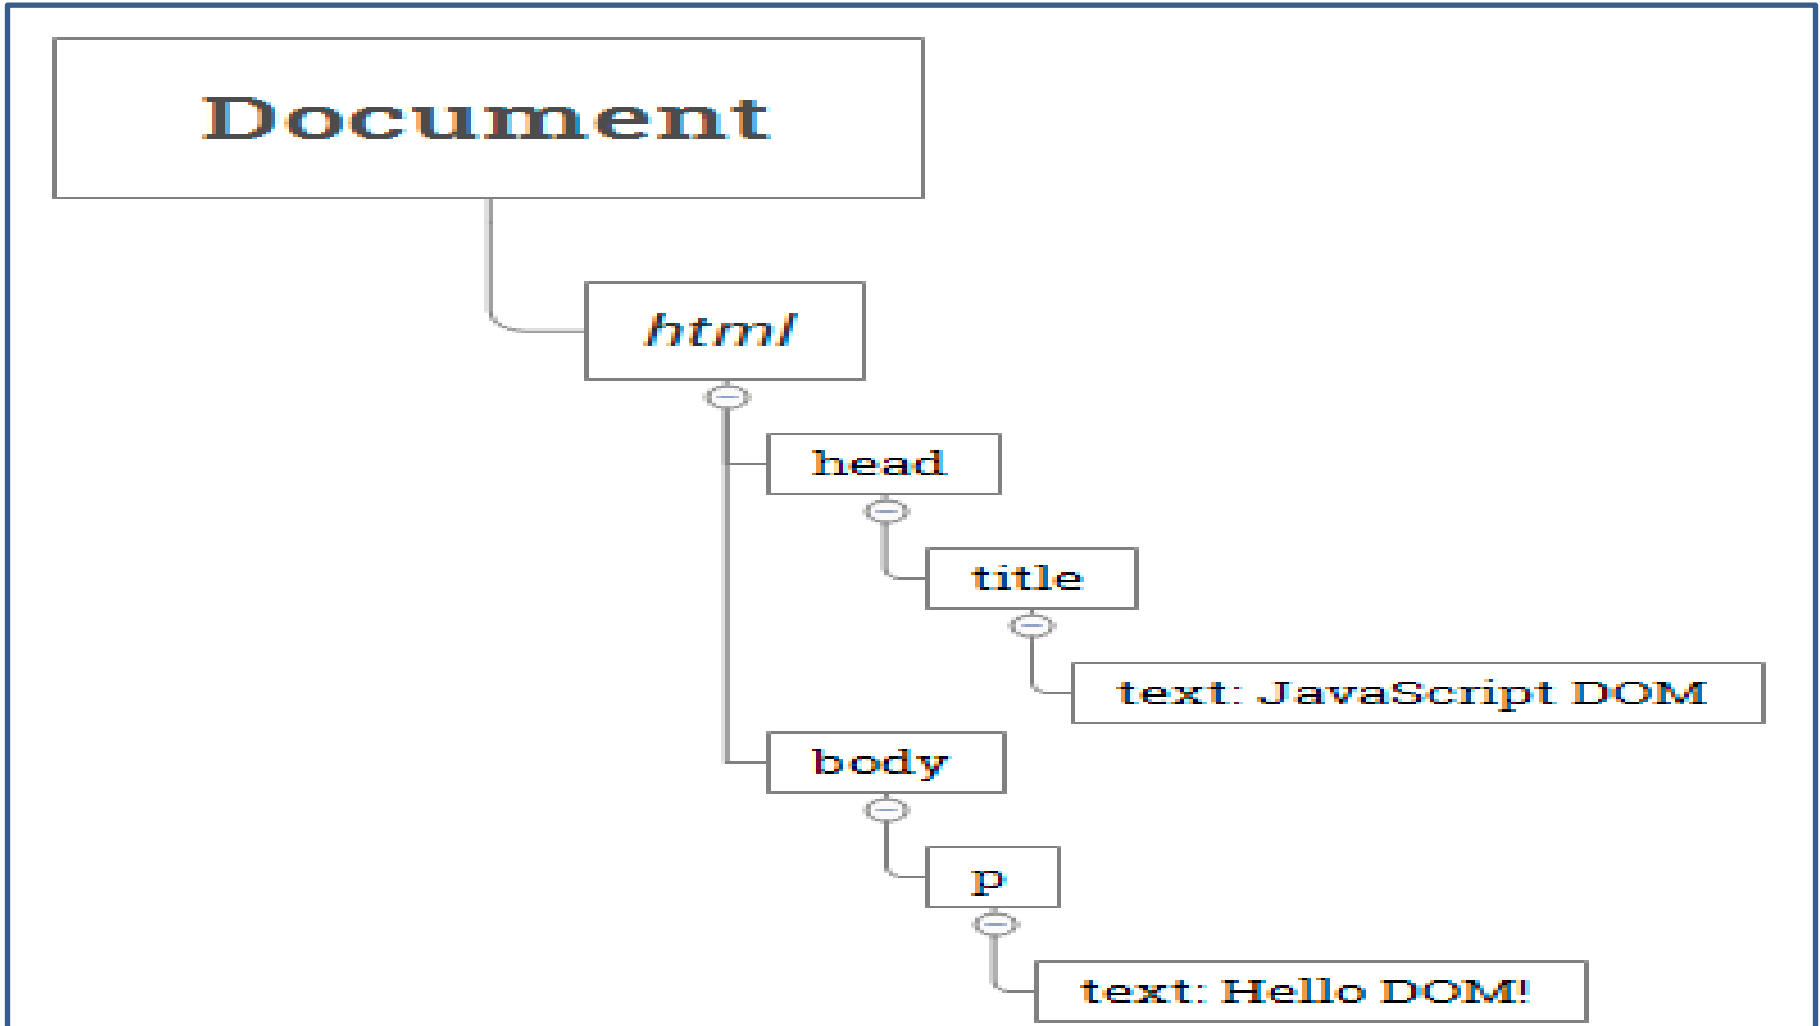 Document
html
head
title
text: JavaScript DOM
body
p
text: Hello DOM!